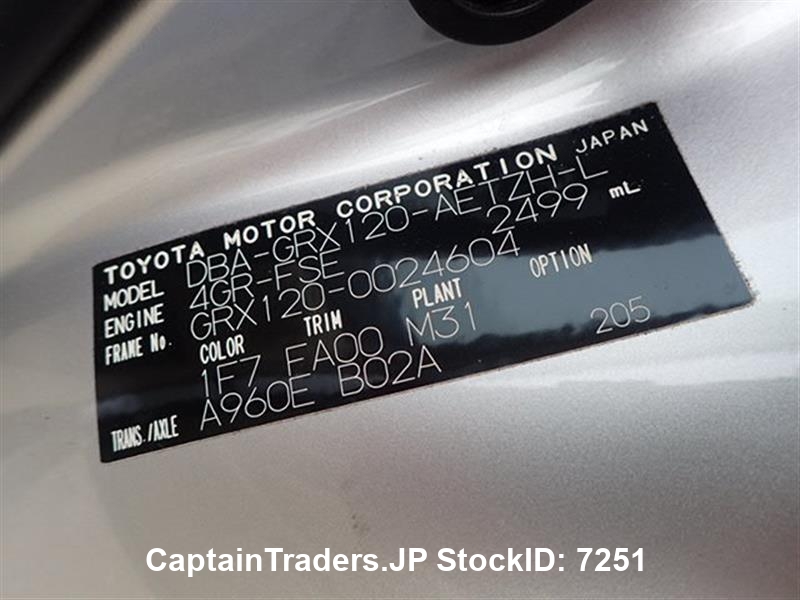 TOYOTA MOTOR CORPORATION JAPAN
MODEL DBA-GRX120-AETZH-L
ENGINE 4GR-FSE 2499 mL
FRAME No. GRX120-0024604
COLOR TRIM PLANT OPTION
1F7 FA00 M31 205
TRANS./AXLE A960E B02A
CaptainTraders.JP StockID: 7251